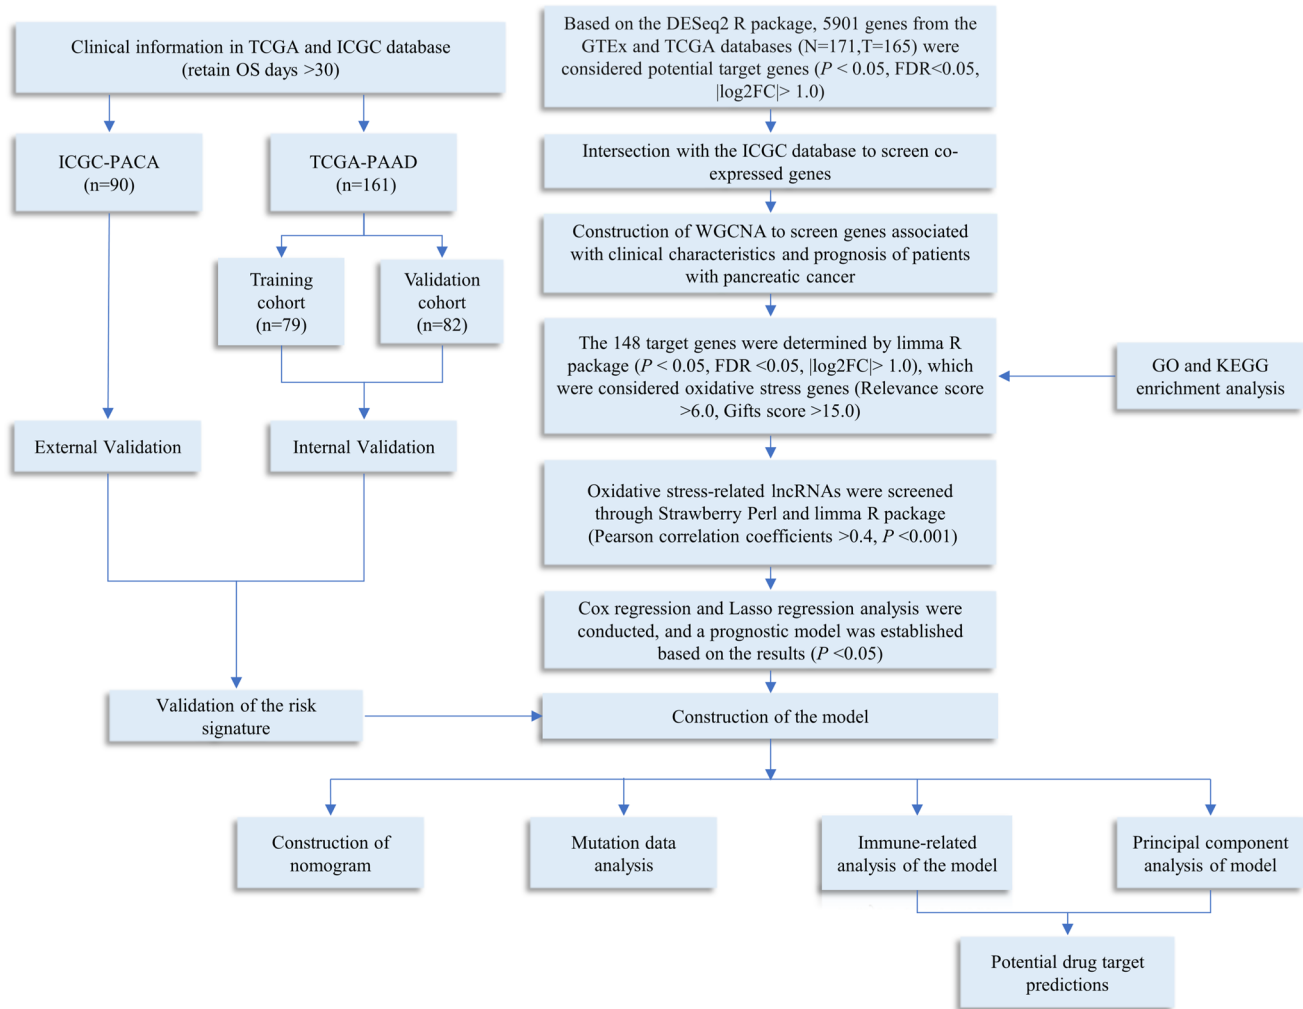 Clinical information in TCGA and ICGC database
(retain OS days >30)
ICGC-PACA
(n=90)
TCGA-PAAD
(n=161)
Training
cohort
(n=79)
Validation
cohort
(n=82)
External Validation
Internal Validation
Validation of the risk
signature
Based on the DESeq2 R package, 5901 genes from the
GTEx and TCGA databases (N=171,T=165) were
considered potential target genes (P < 0.05, FDR<0.05,
|log2FC|> 1.0)
Intersection with the ICGC database to screen co-
expressed genes
Construction of WGCNA to screen genes associated
with clinical characteristics and prognosis of patients
with pancreatic cancer
The 148 target genes were determined by limma R
package (P < 0.05, FDR <0.05, |log2FC|> 1.0), which
were considered oxidative stress genes (Relevance score
>6.0, Gifts score >15.0)
GO and KEGG
enrichment analysis
Oxidative stress-related lncRNAs were screened
through Strawberry Perl and limma R package
(Pearson correlation coefficients >0.4, P <0.001)
Cox regression and Lasso regression analysis were
conducted, and a prognostic model was established
based on the results (P <0.05)
Construction of the model
Construction of
nomogram
Mutation data
analysis
Immune-related
analysis of the model
Principal component
analysis of model
Potential drug target
predictions